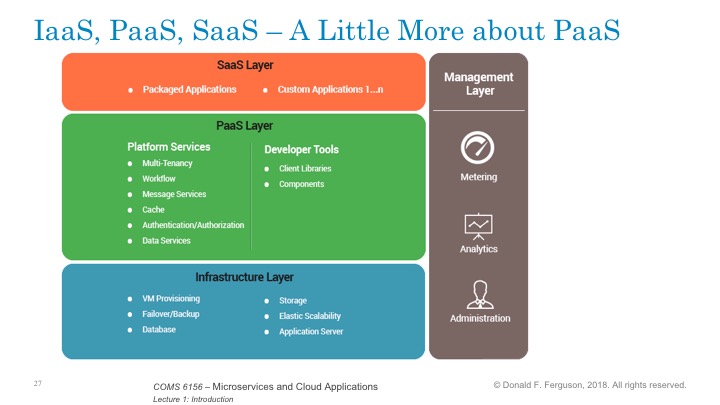 IaaS, PaaS, SaaS – A Little More about PaaS
SaaS Layer
• Packaged Applications
• Custom Applications 1...n
PaaS Layer
Platform Services
• Multi-Tenancy
• Workflow
• Message Services
• Cache
• Authentication/Authorization
• Data Services
Developer Tools
• Client Libraries
• Components
Infrastructure Layer
• VM Provisioning
• Failover/Backup
• Database
• Storage
• Elastic Scalability
• Application Server
Management
Layer
Metering
Analytics
Administration
27
COMS 6156 – Microservices and Cloud Applications
Lecture 1: Introduction
© Donald F. Ferguson, 2018. All rights reserved.